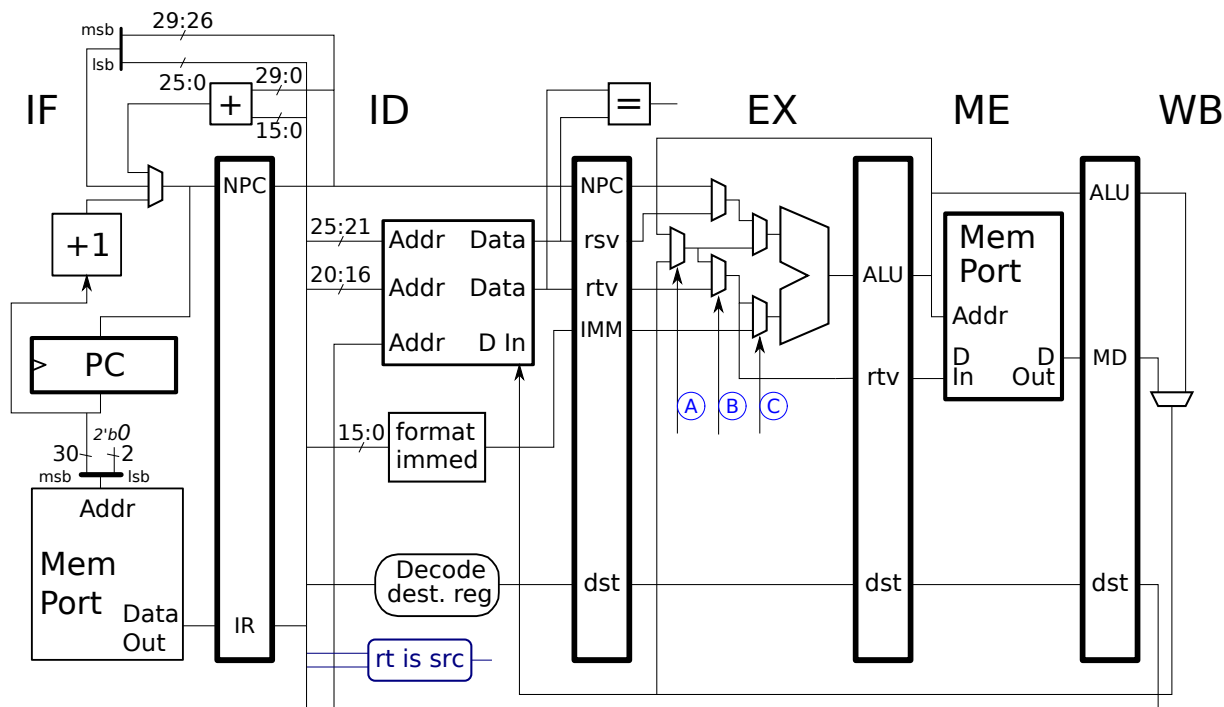 29:26
msb
lsb
25:0
29:0
15:0
+
=
IF
ID
EX
ME
WB
NPC
NPC
ALU
+1
25:21
Addr
Data
rsv
Mem
Port
20:16
Addr
Data
rtv
ALU
IMM
Addr
Addr
D In
PC
D
In
D
Out
MD
rtv
A
B
C
2'b0
30
2
msb
lsb
15:0
format
immed
Addr
Mem
Port
Data
Out
IR
Decode
dest. reg
dst
dst
dst
rt is src